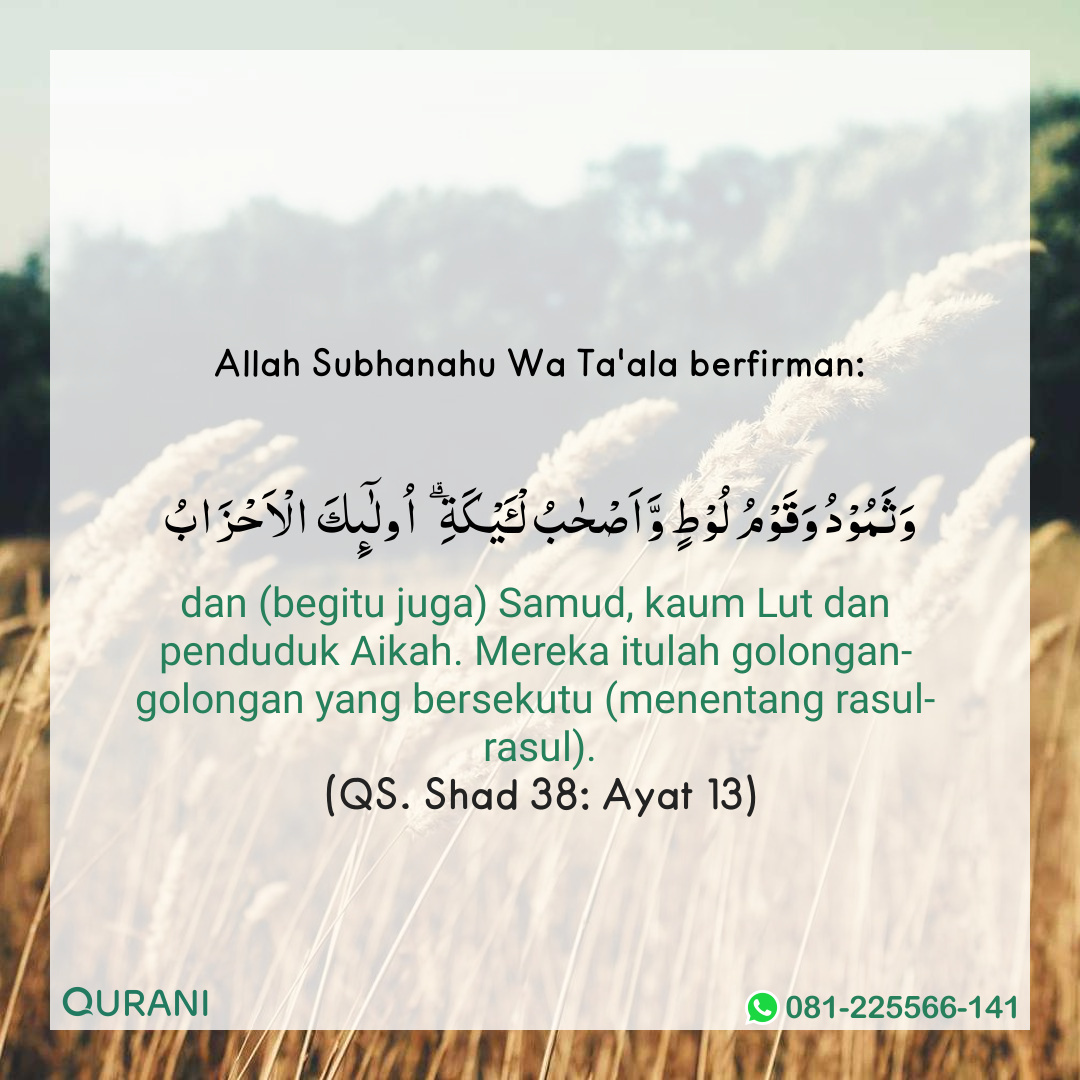 Allah Subhanahu Wa Ta'ala berfirman:
وَثَمُوْدُ وَقَوْمُ لُوْطٍ وَّاَصْحٰبُ لْـَٔيْكَةِ ۗ اُولٰۤىِٕكَ الْاَحْزَابُ
dan (begitu juga) Samud, kaum Lut dan
penduduk Aikah. Mereka itulah golongan-
golongan yang bersekutu (menentang rasul-
rasul).
(QS. Shad 38: Ayat 13)
QURANI
081-225566-141